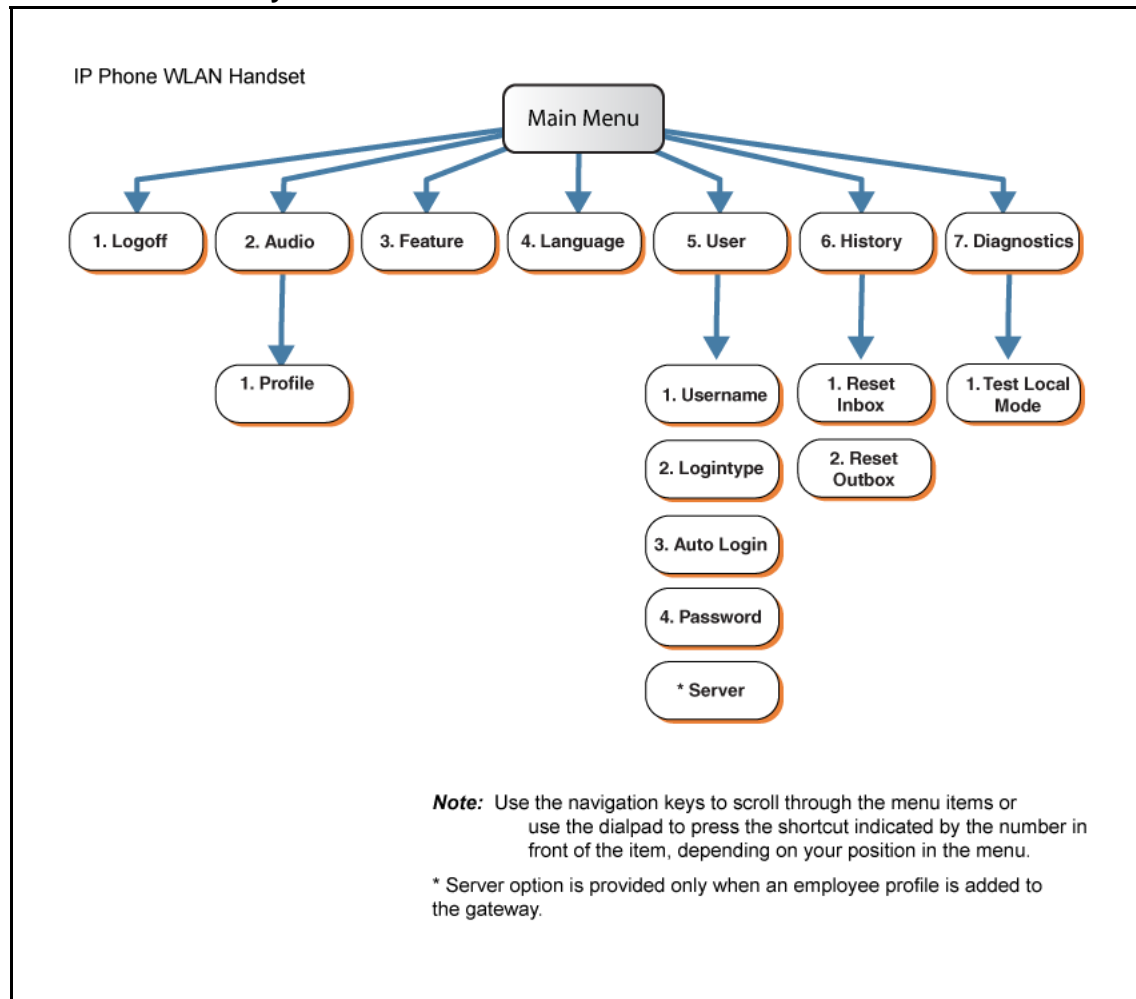 IP Phone WLAN Handset
Main Menu
1. Logoff
2. Audio
3. Feature
4. Language
5. User
6. History
7. Diagnostics
1. Profile
1. Username
1. Reset
Inbox
1. Test Local
Mode
2. Logintype
2. Reset
Outbox
3. Auto Login
4. Password
* Server
Note: Use the navigation keys to scroll through the menu items or
use the dialpad to press the shortcut indicated by the number in
front of the item, depending on your position in the menu.
* Server option is provided only when an employee profile is added to
the gateway.